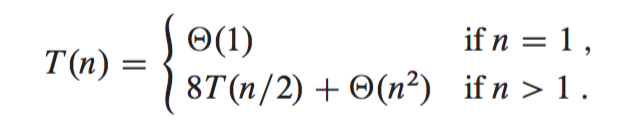 T(n) = { Θ(1) if n = 1 ,
8T(n/2) + Θ(n²) if n > 1 .